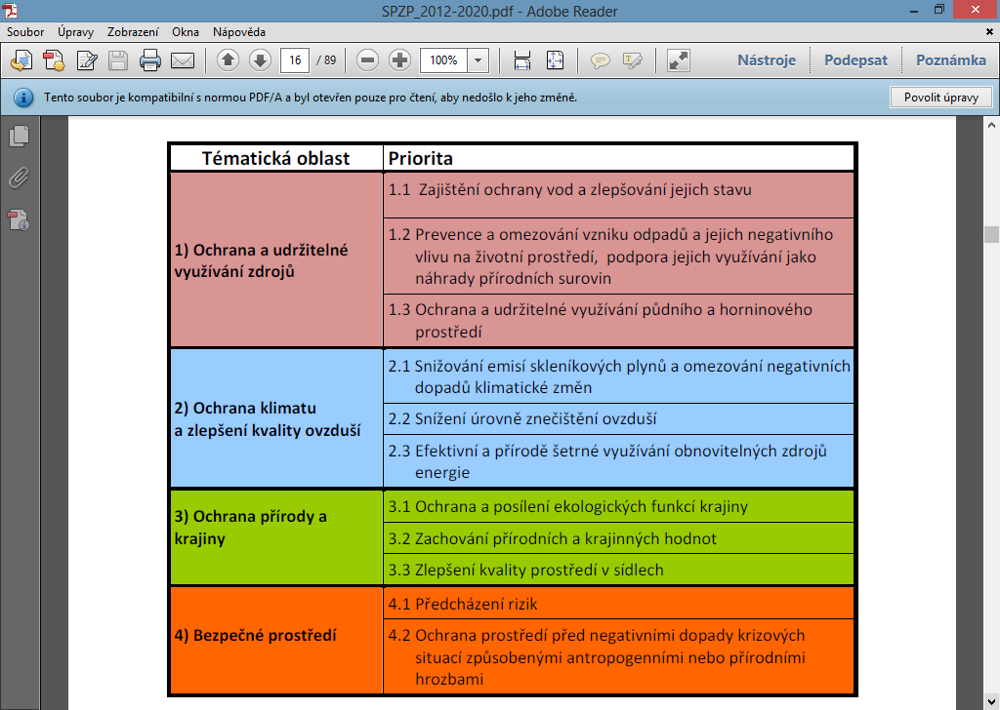 SPZP_2012-2020.pdf - Adobe Reader
Soubor Úpravy Zobrazení Okna Nápověda
16 / 89 100% Nástroje Podepsat Poznámka
Tento soubor je kompatibilní s normou PDF/A a byl otevřen pouze pro čtení, aby nedošlo k jeho změně. Povolit úpravy
Tématická oblast Priorita
1) Ochrana a udržitelné
využívání zdrojů
1.1 Zajištění ochrany vod a zlepšování jejich stavu
1.2 Prevence a omezování vzniku odpadů a jejich negativního
vlivu na životní prostředí, podpora jejich využívání jako
náhrady přírodních surovin
1.3 Ochrana a udržitelné využívání půdního a horninového
prostředí
2) Ochrana klimatu
a zlepšení kvality ovzduší
2.1 Snižování emisí skleníkových plynů a omezování negativních
dopadů klimatické změn
2.2 Snížení úrovně znečištění ovzduší
2.3 Efektivní a přírodě šetrné využívání obnovitelných zdrojů
energie
3) Ochrana přírody a
krajiny
3.1 Ochrana a posílení ekologických funkcí krajiny
3.2 Zachování přírodních a krajinných hodnot
3.3 Zlepšení kvality prostředí v sídlech
4) Bezpečné prostředí
4.1 Předcházení rizik
4.2 Ochrana prostředí před negativními dopady krizových
situací způsobenými antropogenními nebo přírodními
hrozbami